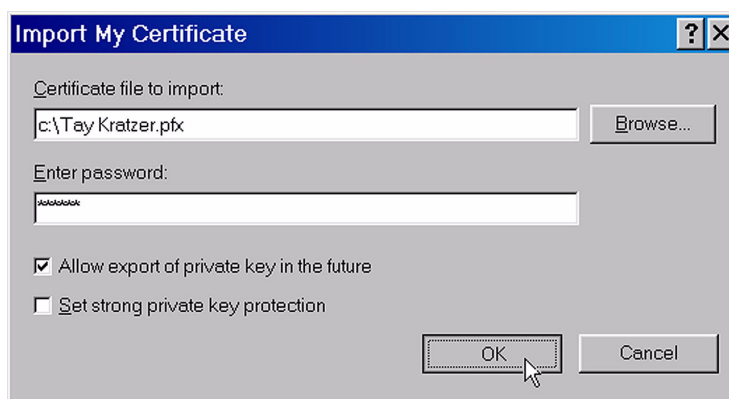 Import My Certificate
Certificate file to import:
c:\Tay Kratzer.pfx
Browse...
Enter password:
*******
Allow export of private key in the future
Set strong private key protection
OK
Cancel